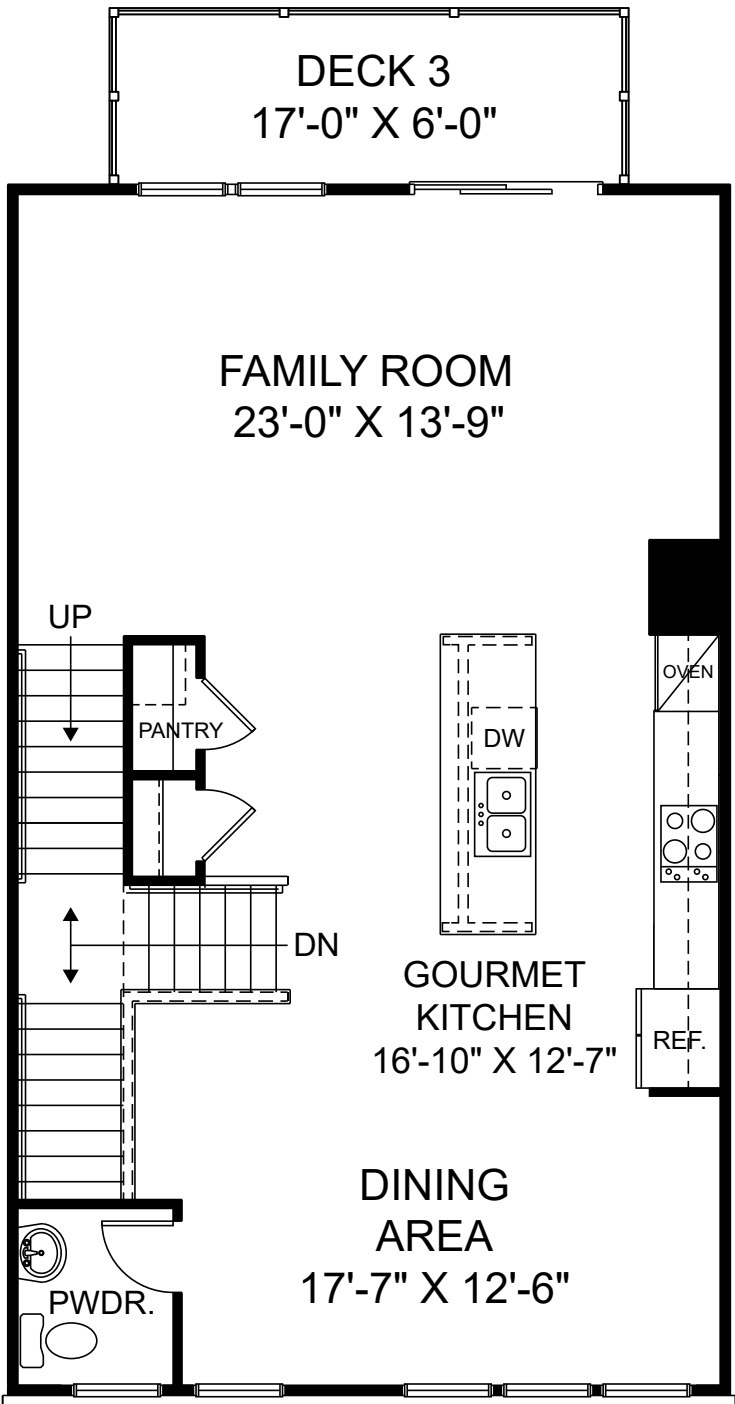 DECK 3
17'-0" X 6'-0"
FAMILY ROOM
23'-0" X 13'-9"
UP
OVEN
PANTRY
DW
DN
GOURMET
KITCHEN
16'-10" X 12'-7"
REF.
DINING
AREA
17'-7" X 12'-6"
PWDR.